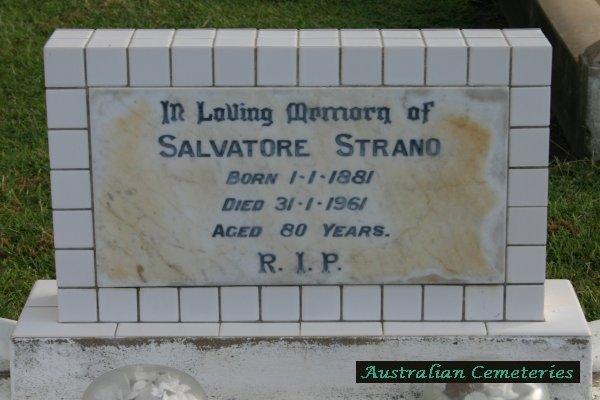 In Loving Memory of
SALVATORE STRANO
BORN 1-1-1881
DIED 31-1-1961
AGED 80 YEARS.
R.I.P.
Australian Cemeteries